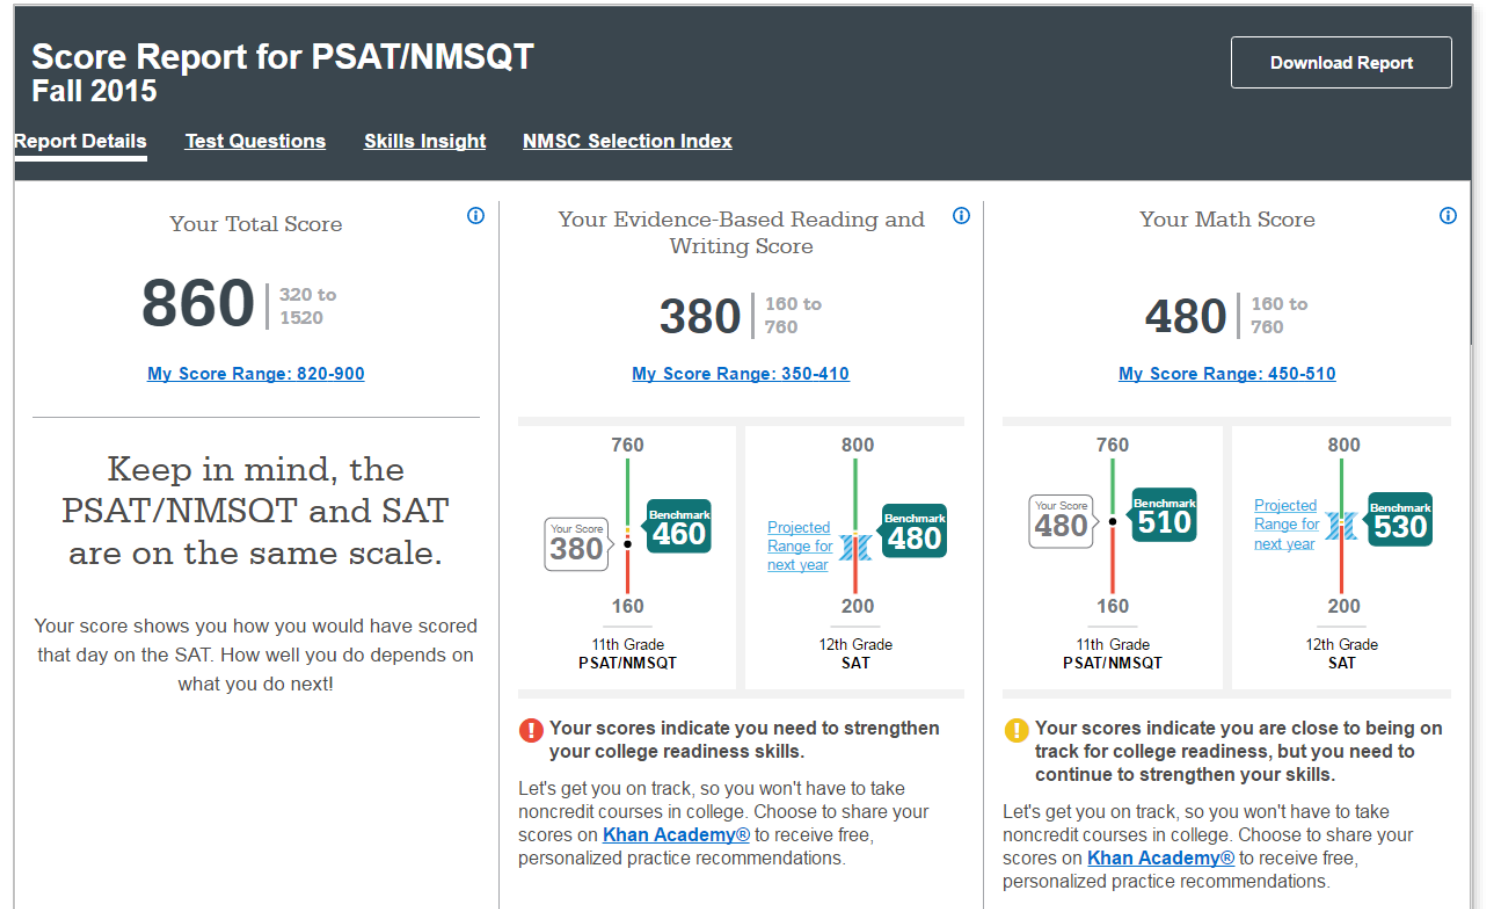 Score Report for PSAT/NMSQT
Fall 2015
Download Report
Report Details
Test Questions
Skills Insight
NMSC Selection Index
Your Total Score
860
320 to
1520
My Score Range: 820-900
Keep in mind, the
PSAT/NMSQT and SAT
are on the same scale.
Your score shows you how you would have scored
that day on the SAT. How well you do depends on
what you do next!
Your Evidence-Based Reading and
Writing Score
380
160 to
760
My Score Range: 350-410
760
Your Score
380
Benchmark
460
160
11th Grade
PSAT/NMSQT
800
Projected
Range for
next year
Benchmark
480
200
12th Grade
SAT
! Your scores indicate you need to strengthen
your college readiness skills.
Let's get you on track, so you won't have to take
noncredit courses in college. Choose to share your
scores on Khan Academy® to receive free,
personalized practice recommendations.
Your Math Score
480
160 to
760
My Score Range: 450-510
760
Your Score
480
Benchmark
510
160
11th Grade
PSAT/NMSQT
800
Projected
Range for
next year
Benchmark
530
200
12th Grade
SAT
! Your scores indicate you are close to being on
track for college readiness, but you need to
continue to strengthen your skills.
Let's get you on track, so you won't have to take
noncredit courses in college. Choose to share your
scores on Khan Academy® to receive free,
personalized practice recommendations.